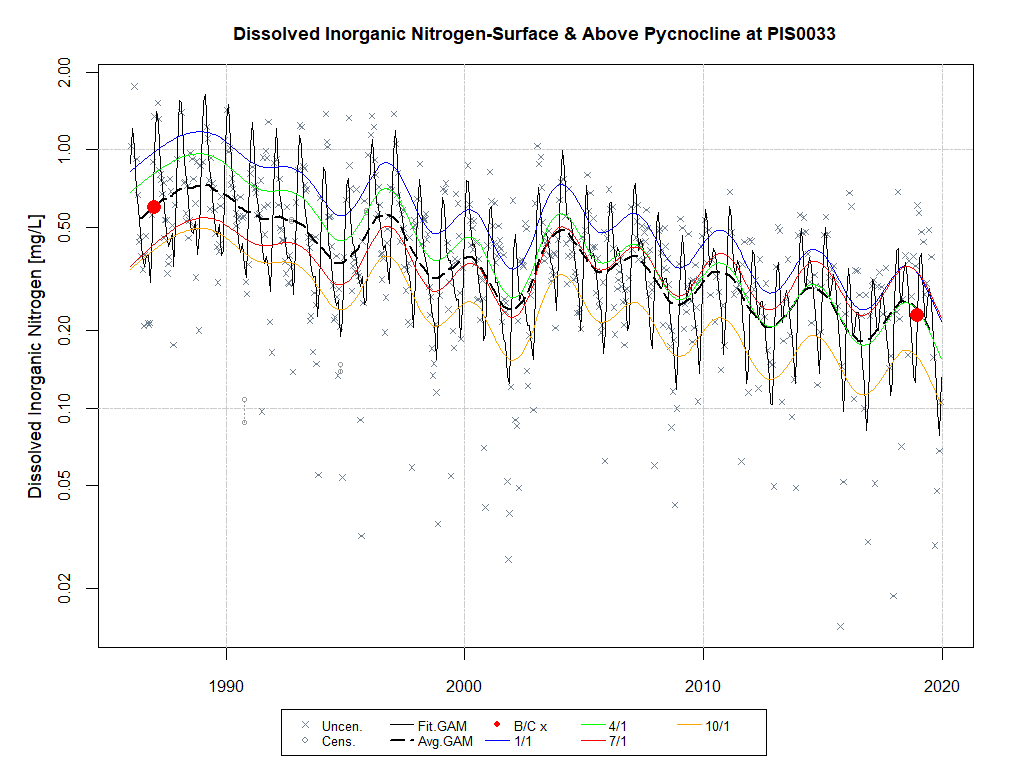 Dissolved Inorganic Nitrogen-Surface & Above Pycnocline at PIS0033
Dissolved Inorganic Nitrogen [mg/L]
2.00
1.00
0.50
0.20
0.10
0.05
0.02
1990 2000 2010 2020
Uncen. Fit.GAM B/C x 4/1 10/1
Cens. Avg.GAM 1/1 7/1